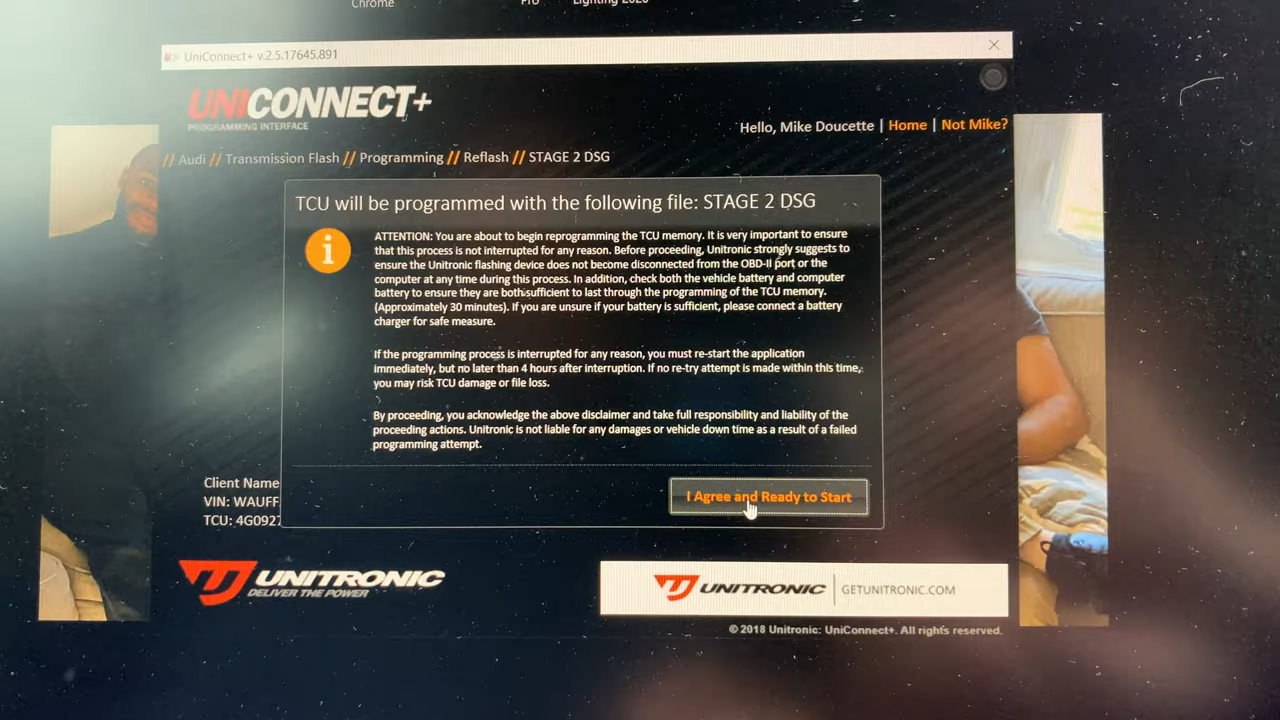 Chrome
UniConnect+ v.2.5.17645.891
UNICONNECT+
PROGRAMMING INTERFACE
Hello, Mike Doucette | Home | Not Mike?
// Audi // Transmission Flash // Programming // Reflash // STAGE 2 DSG
TCU will be programmed with the following file: STAGE 2 DSG
ATTENTION: You are about to begin reprogramming the TCU memory. It is very important to ensure
that this process is not interrupted for any reason. Before proceeding, Unitronic strongly suggests to
ensure the Unitronic flashing device does not become disconnected from the OBD-II port or the
computer at any time during this process. In addition, check both the vehicle battery and computer
battery to ensure they are both sufficient to last through the programming of the TCU memory.
(Approximately 30 minutes). If you are unsure if your battery is sufficient, please connect a battery
charger for safe measure.
If the programming process is interrupted for any reason, you must re-start the application
immediately, but no later than 4 hours after interruption. If no re-try attempt is made within this time,
you may risk TCU damage or file loss.
By proceeding, you acknowledge the above disclaimer and take full responsibility and liability of the
proceeding actions. Unitronic is not liable for any damages or vehicle down time as a result of a failed
programming attempt.
I Agree and Ready to Start
Client Name
VIN: WAUFF
TCU: 4G0927
UNITRONIC
DELIVER THE POWER
UNITRONIC | GETUNITRONIC.COM
© 2018 Unitronic: UniConnect+. All rights reserved.